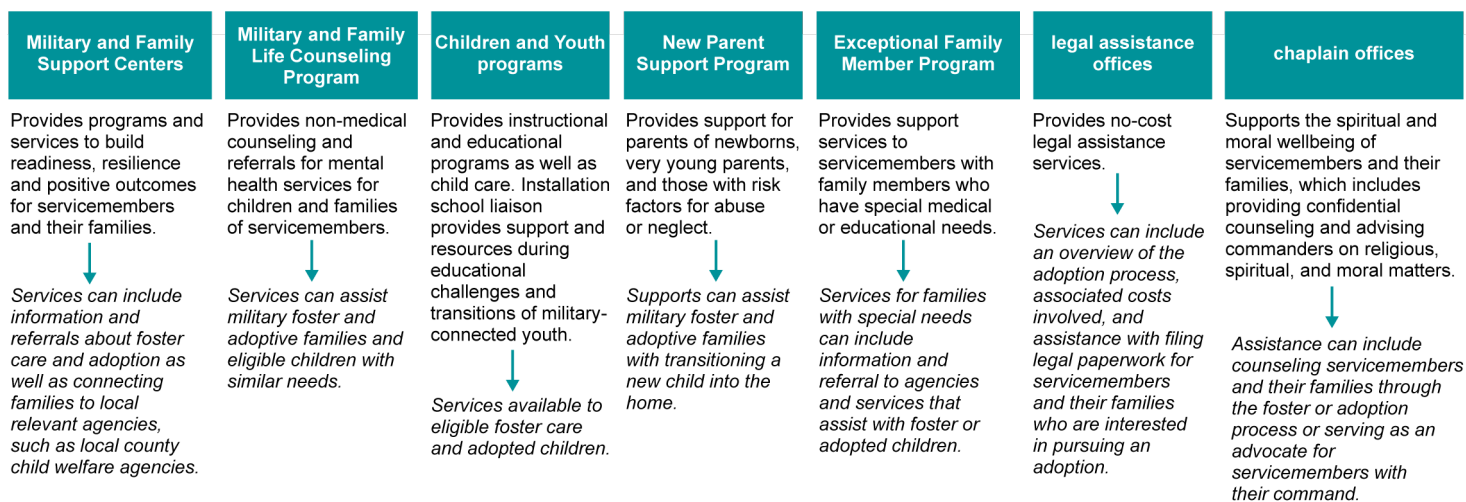 Military and Family
Support Centers
Provides programs and
services to build
readiness, resilience
and positive outcomes
for servicemembers
and their families.
Services can include
information and
referrals about foster
care and adoption as
well as connecting
families to local
relevant agencies,
such as local county
child welfare agencies.
Military and Family
Life Counseling
Program
Provides non-medical
counseling and
referrals for mental
health services for
children and families
of servicemembers.
Services can assist
military foster and
adoptive families and
eligible children with
similar needs.
Children and Youth
programs
Provides instructional
and educational
programs as well as
child care. Installation
school liaison
provides support and
resources during
educational
challenges and
transitions of military-
connected youth.
Services available to
eligible foster care
and adopted children.
New Parent
Support Program
Provides support for
parents of newborns,
very young parents,
and those with risk
factors for abuse
or neglect.
Supports can assist
military foster and
adoptive families
with transitioning a
new child into the
home.
Exceptional Family
Member Program
Provides support
services to
servicemembers with
family members who
have special medical
or educational needs.
Services for families
with special needs
can include
information and
referral to agencies
and services that
assist with foster or
adopted children.
legal assistance
offices
Provides no-cost
legal assistance
services.
Services can include
an overview of the
adoption process,
associated costs
involved, and
assistance with filing
legal paperwork for
servicemembers
and their families
who are interested
in pursuing an
adoption.
chaplain offices
Supports the spiritual and
moral wellbeing of
servicemembers and their
families, which includes
providing confidential
counseling and advising
commanders on religious,
spiritual, and moral matters.
Assistance can include
counseling servicemembers
and their families through
the foster or adoption
process or serving as an
advocate for
servicemembers with
their command.